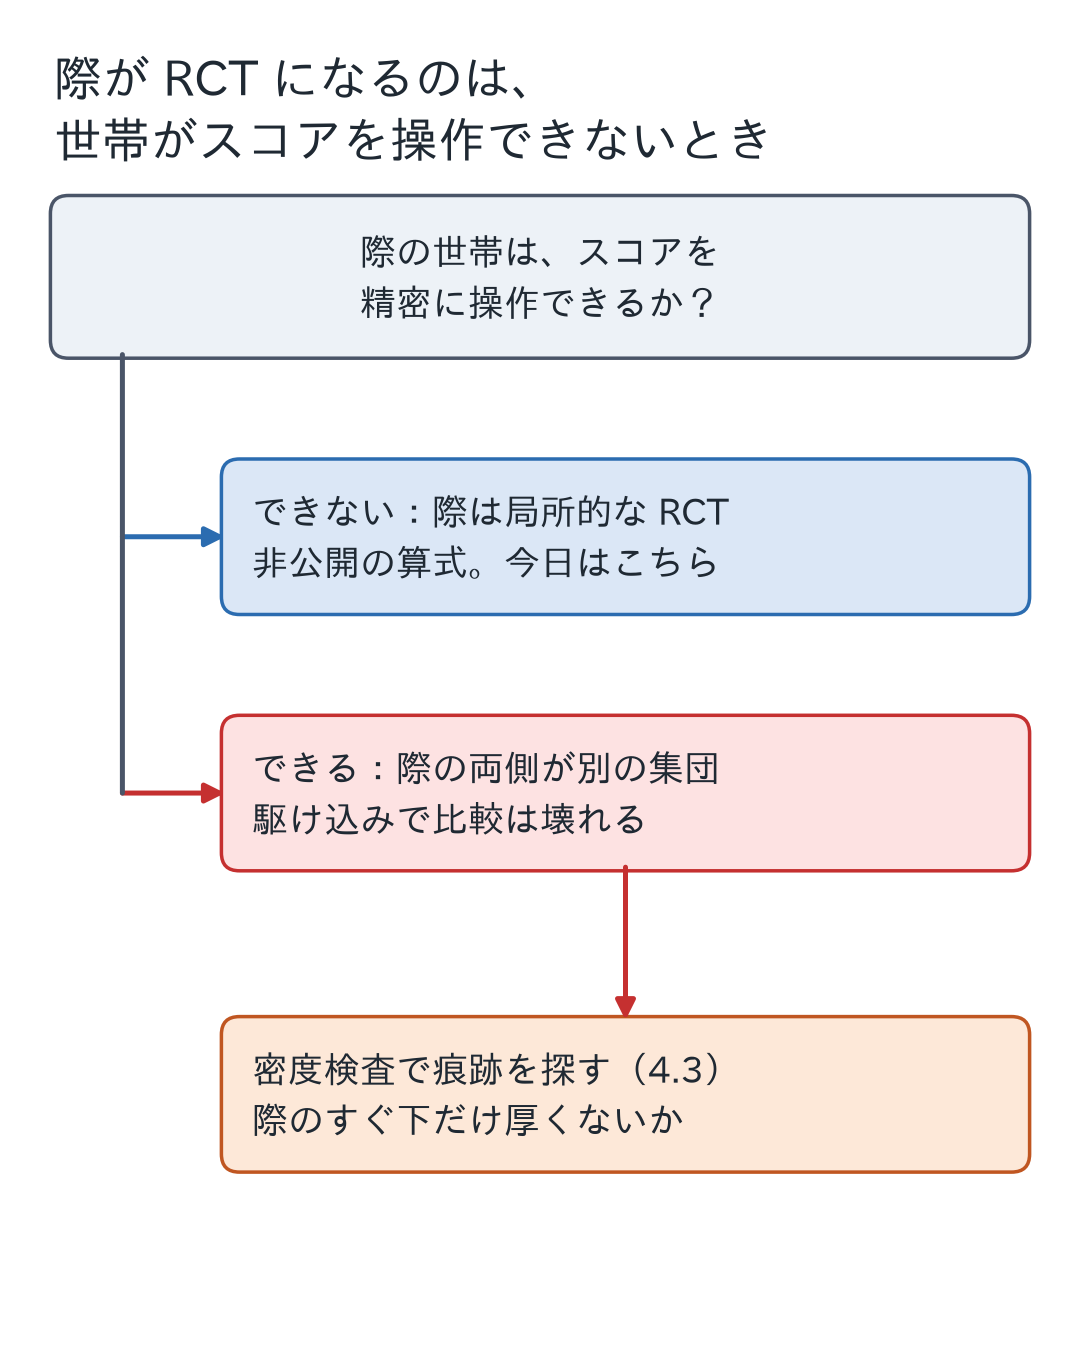 際が RCT になるのは、
世帯がスコアを操作できないとき
際の世帯は、スコアを
精密に操作できるか？
できない：際は局所的な RCT
非公開の算式。今日はこちら
できる：際の両側が別の集団
駆け込みで比較は壊れる
密度検査で痕跡を探す（4.3）
際のすぐ下だけ厚くないか